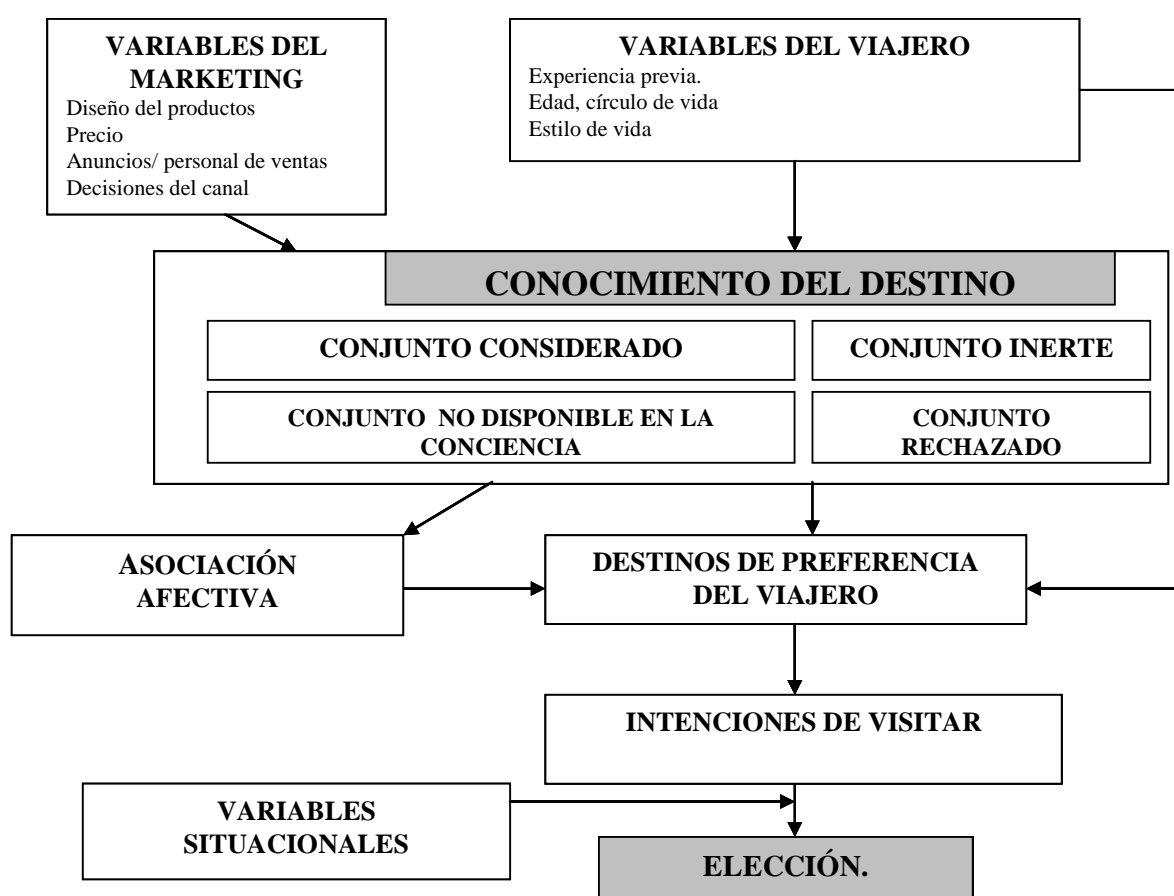 VARIABLES DEL
MARKETING
Diseño del productos
Precio
Anuncios/ personal de ventas
Decisiones del canal
VARIABLES DEL VIAJERO
Experiencia previa.
Edad, círculo de vida
Estilo de vida
CONOCIMIENTO DEL DESTINO
CONJUNTO CONSIDERADO
CONJUNTO INERTE
CONJUNTO NO DISPONIBLE EN LA
CONCIENCIA
CONJUNTO
RECHAZADO
ASOCIACIÓN
AFECTIVA
DESTINOS DE PREFERENCIA
DEL VIAJERO
INTENCIONES DE VISITAR
VARIABLES
SITUACIONALES
ELECCIÓN.